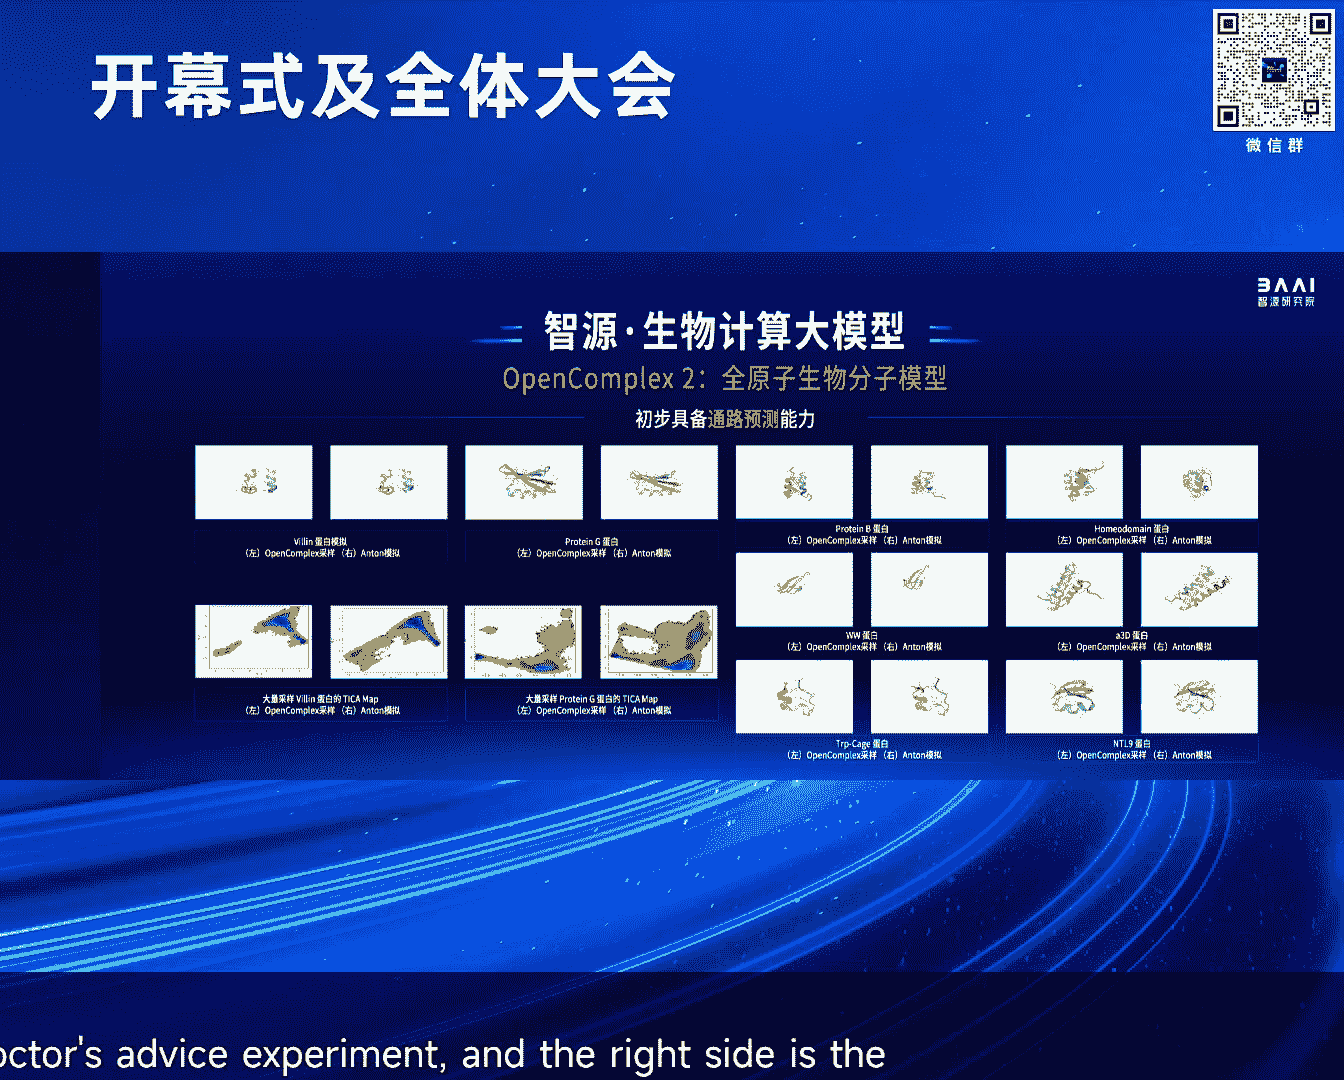 开幕式及全体大会
微信群
BAAI
智源研究院
智源·生物计算大模型
OpenComplex 2：全原子生物分子模型
初步具备通路预测能力
Villin 蛋白模拟
（左）OpenComplex采样 （右）Anton模拟
Protein G 蛋白
（左）OpenComplex采样 （右）Anton模拟
大量采样 Villin 蛋白的 TICA Map
（左）OpenComplex采样 （右）Anton模拟
大量采样 Protein G 蛋白的 TICA Map
（左）OpenComplex采样 （右）Anton模拟
Protein B 蛋白
（左）OpenComplex采样 （右）Anton模拟
Homeodomain 蛋白
（左）OpenComplex采样 （右）Anton模拟
WW 蛋白
（左）OpenComplex采样 （右）Anton模拟
a3D 蛋白
（左）OpenComplex采样 （右）Anton模拟
Trp-Cage 蛋白
（左）OpenComplex采样 （右）Anton模拟
NTL9 蛋白
（左）OpenComplex采样 （右）Anton模拟
octor's advice experiment, and the right side is the